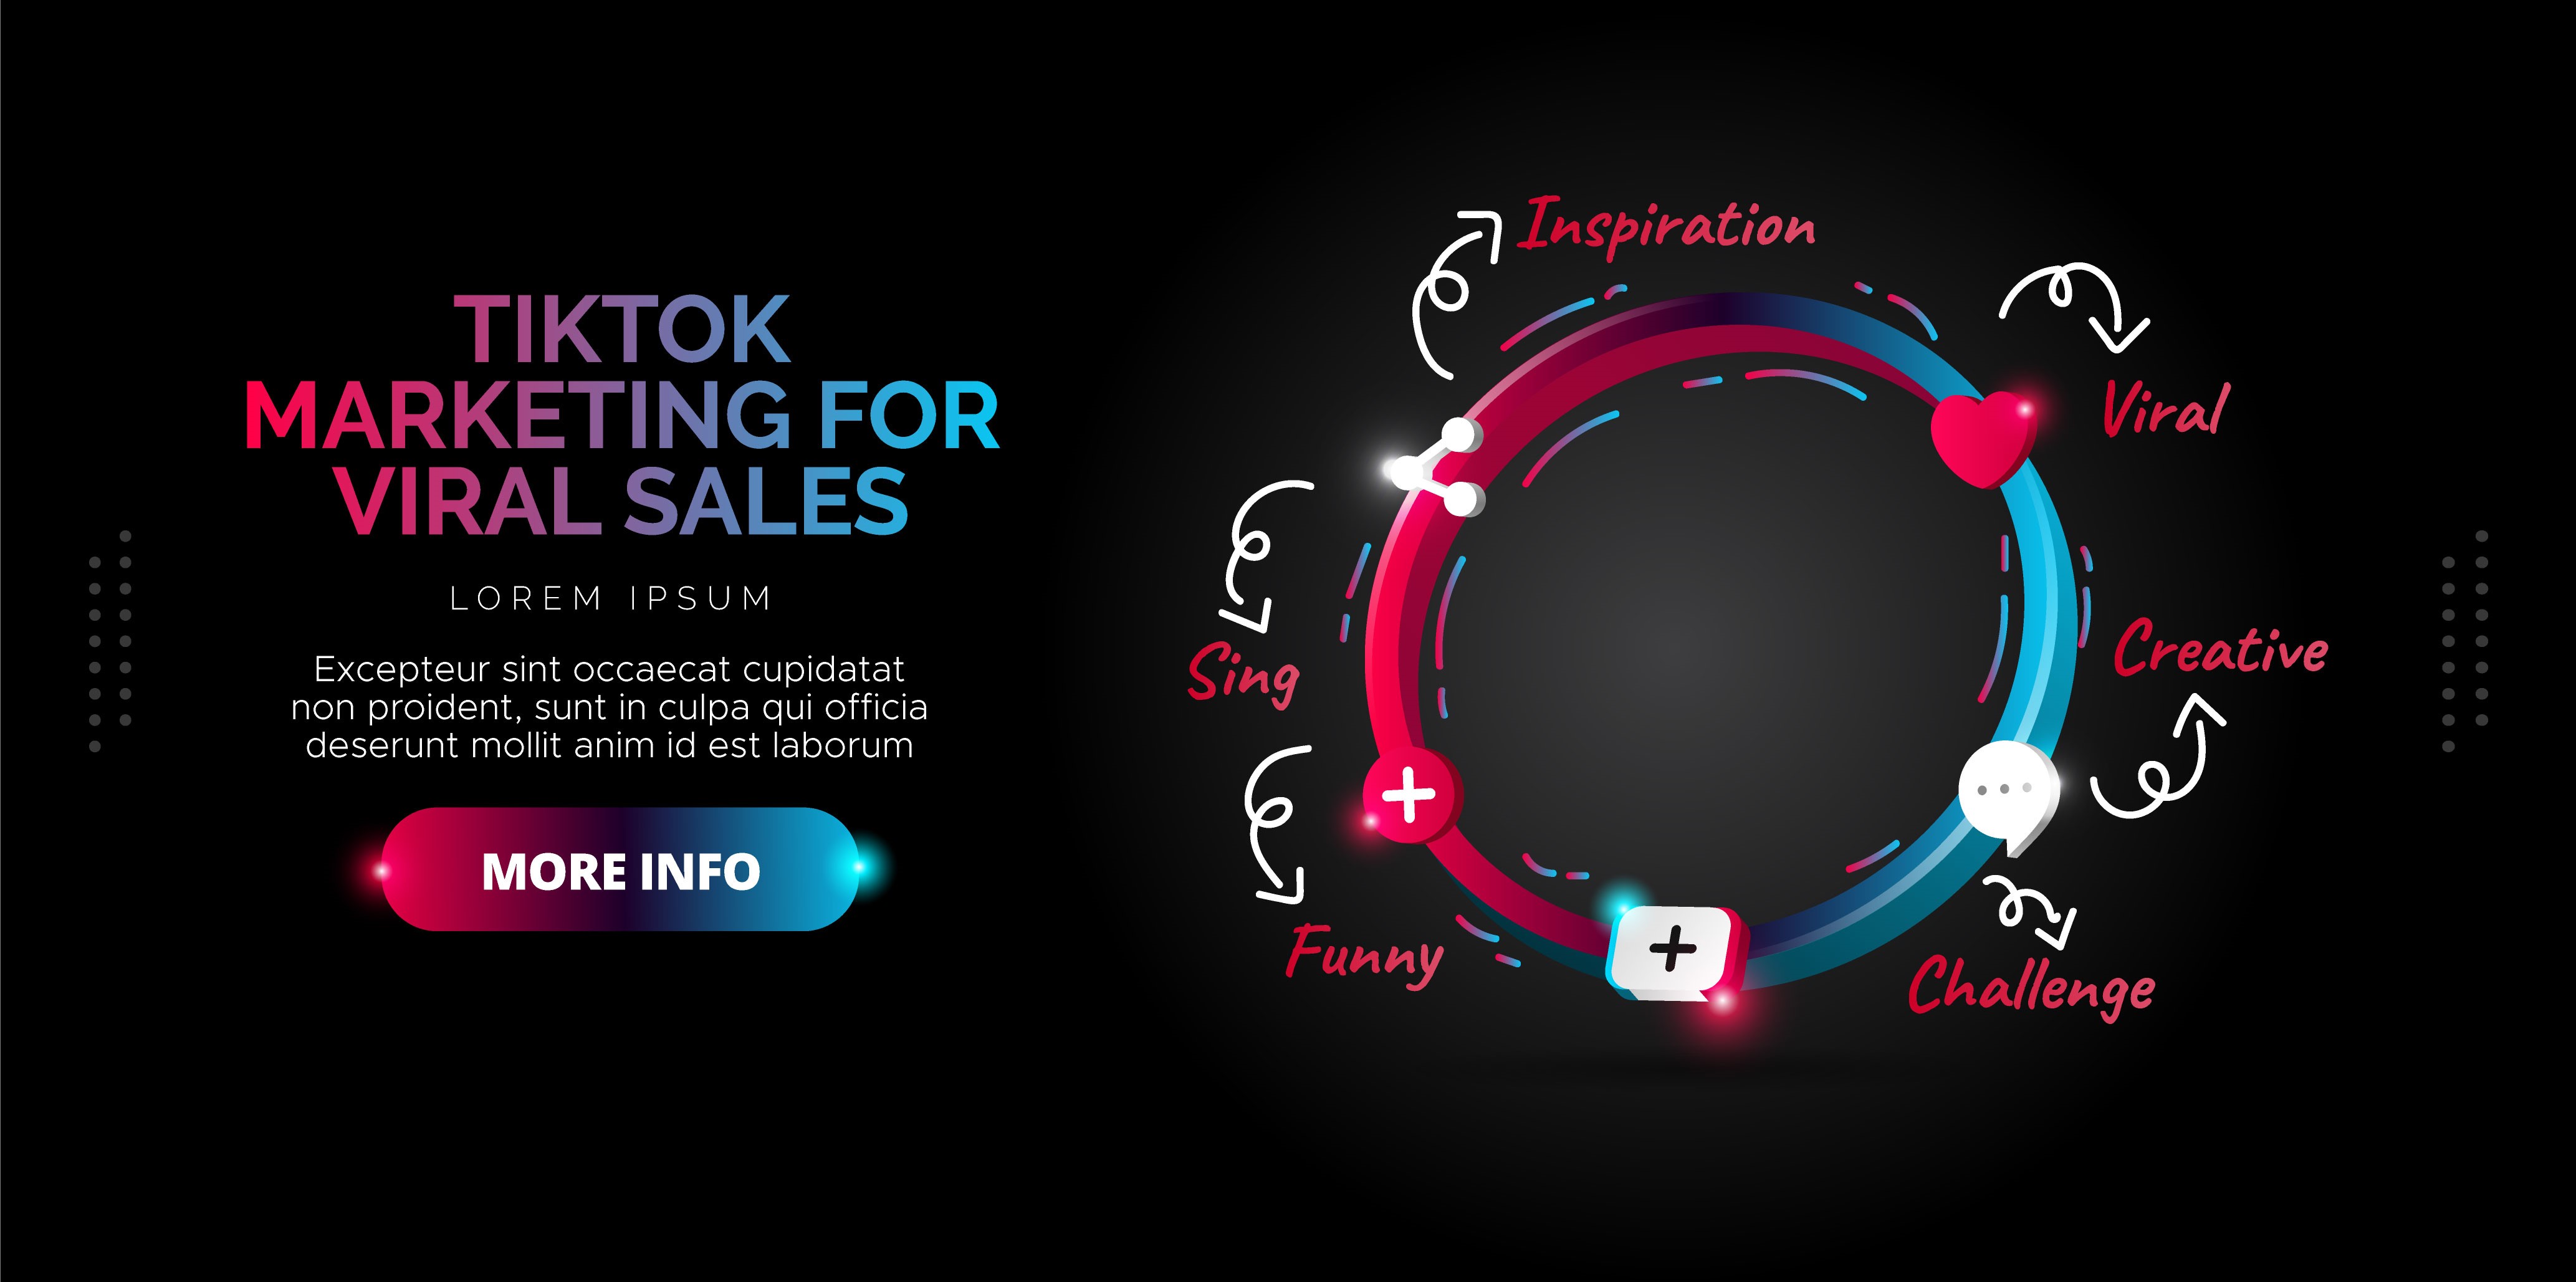 TIKTOK
MARKETING FOR
VIRAL SALES
LOREM IPSUM
Excepteur sint occaecat cupidatat
non proident, sunt in culpa qui officia
deserunt mollit anim id est laborum
MORE INFO
Inspiration
Viral
Creative
Challenge
Sing
Funny